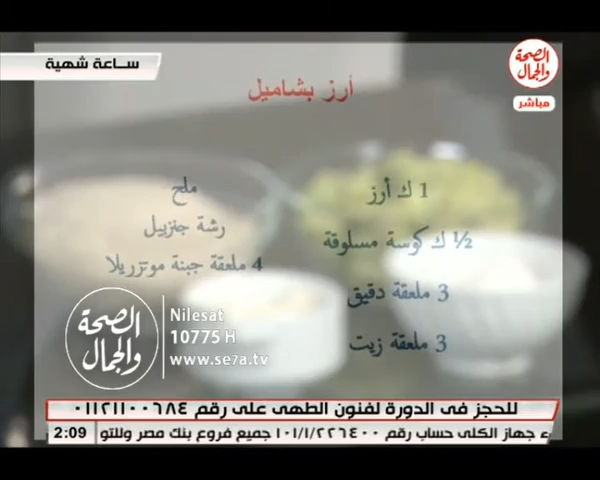 ساعة شهية
الصحة والجمال
مباشر
أرز بشاميل
1 ك أرز
½ ك كوسة مسلوقة
3 ملعقة دقيق
3 ملعقة زيت
ملح
رشة جنزبيل
4 ملعقة جبنة موتزريلا
الصحة والجمال
Nilesat
10775 H
www.se7a.tv
للحجز فى الدورة لفنون الطهى على رقم ٠١١٢١١٠٠٦٨٤
ء جهاز الكلى حساب رقم ١٠١/١/٢٢٦٤٠٠ جميع فروع بنك مصر وللتو
2:09